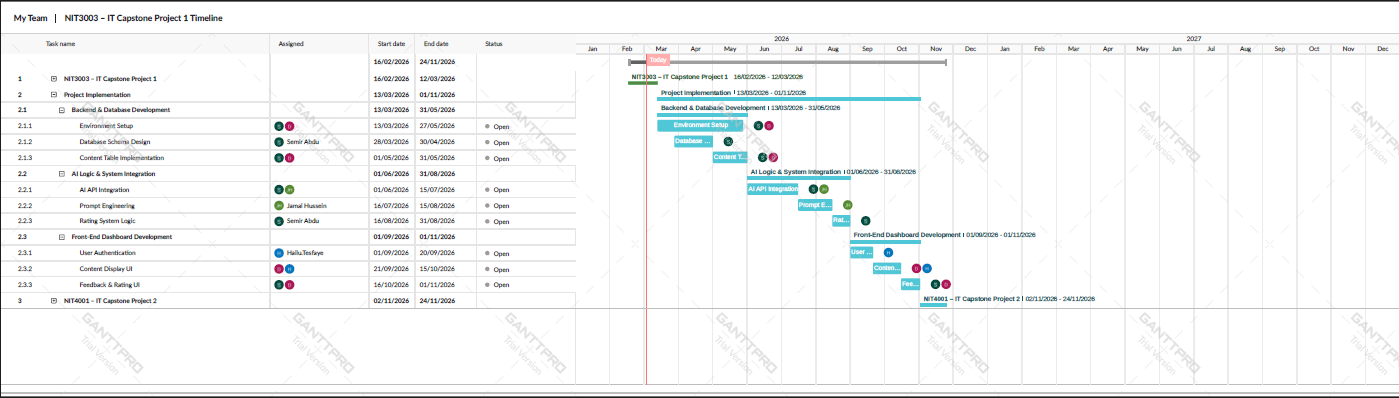 My Team | NIT3003 – IT Capstone Project 1 Timeline
2026 2027
Task name Assigned Start date End date Status Jan Feb Mar Apr May Jun Jul Aug Sep Oct Nov Dec Jan Feb Mar Apr May Jun Jul Aug Sep Oct Nov Dec
16/02/2026 24/11/2026 Today
1 NIT3003 – IT Capstone Project 1 16/02/2026 12/03/2026 NIT3003 – IT Capstone Project 1 16/02/2026 - 12/03/2026
2 Project Implementation 13/03/2026 01/11/2026 Project Implementation | 13/03/2026 - 01/11/2026
2.1 Backend & Database Development 13/03/2026 31/05/2026 Backend & Database Development | 13/03/2026 - 31/05/2026
2.1.1 Environment Setup S D 13/03/2026 27/05/2026 Open Environment Setup S D
2.1.2 Database Schema Design S Semir Abdu 28/03/2026 30/04/2026 Open Database ... S
2.1.3 Content Table Implementation S D 01/05/2026 31/05/2026 Open Content T... S
2.2 AI Logic & System Integration 01/06/2026 31/08/2026 AI Logic & System Integration | 01/06/2026 - 31/08/2026
2.2.1 AI API Integration S JH 01/06/2026 15/07/2026 Open AI API Integration S JH
2.2.2 Prompt Engineering JH Jamal Hussein 16/07/2026 15/08/2026 Open Prompt E... JH
2.2.3 Rating System Logic S Semir Abdu 16/08/2026 31/08/2026 Open Rat... S
2.3 Front-End Dashboard Development 01/09/2026 01/11/2026 Front-End Dashboard Development | 01/09/2026 - 01/11/2026
2.3.1 User Authentication H Hailu.Tesfaye 01/09/2026 20/09/2026 Open User ... H
2.3.2 Content Display UI D H 21/09/2026 15/10/2026 Open Conten... D H
2.3.3 Feedback & Rating UI S D 16/10/2026 01/11/2026 Open Fee... S D
3 NIT4001 – IT Capstone Project 2 02/11/2026 24/11/2026 NIT4001 – IT Capstone Project 2 | 02/11/2026 - 24/11/2026
GANTTPRO
Trial Version